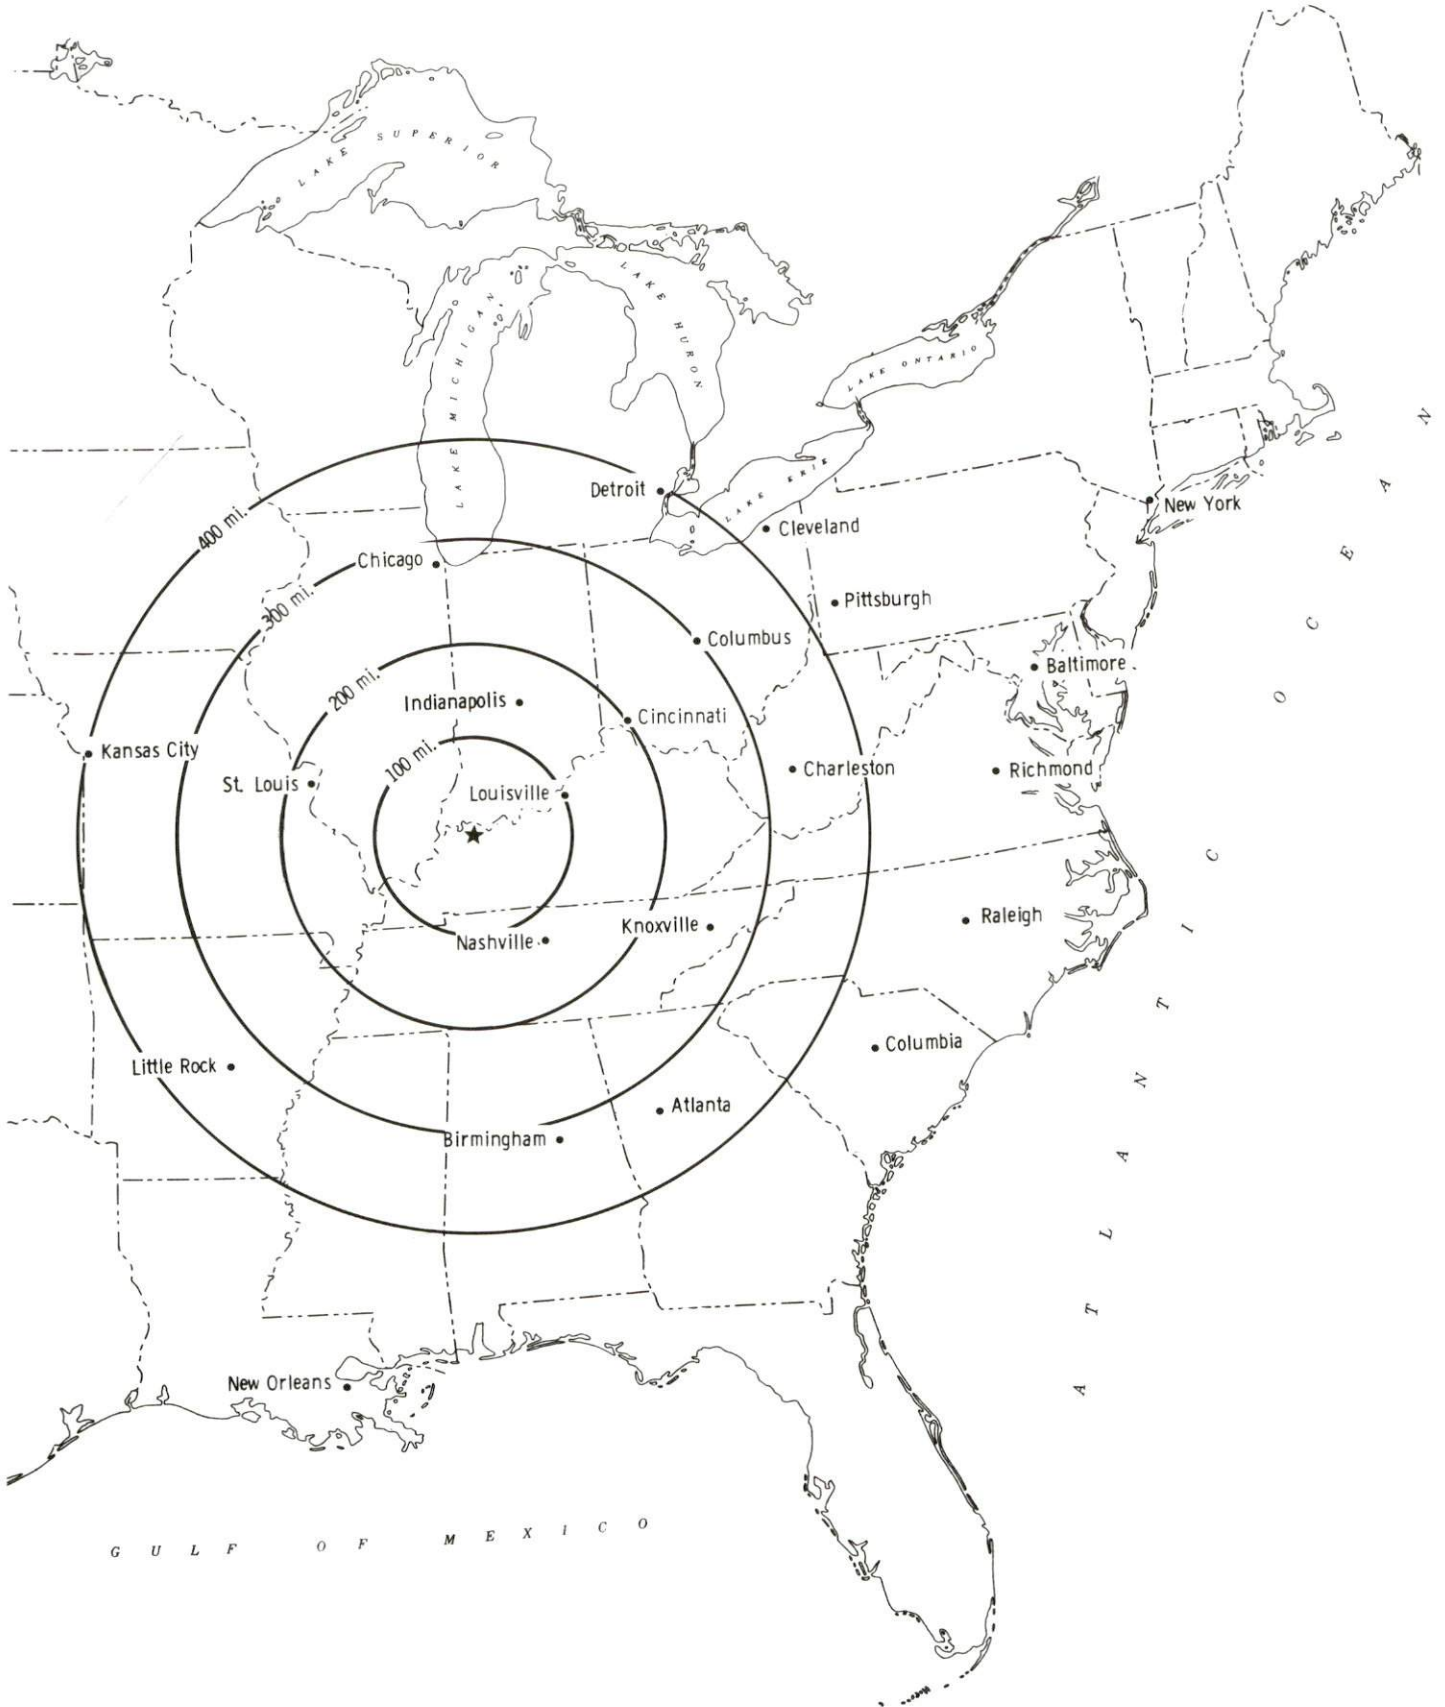 LAKE SUPERIOR
LAKE MICHIGAN
LAKE HURON
LAKE ONTARIO
LAKE ERIE
Detroit
New York
400 mi.
Cleveland
Chicago
300 mi.
Pittsburgh
Columbus
Baltimore
200 mi.
Indianapolis
Cincinnati
Kansas City
100 mi.
Charleston
Richmond
St. Louis
Louisville
Raleigh
Knoxville
Nashville
Columbia
Little Rock
Atlanta
Birmingham
New Orleans
ATLANTIC OCEAN
GULF OF MEXICO